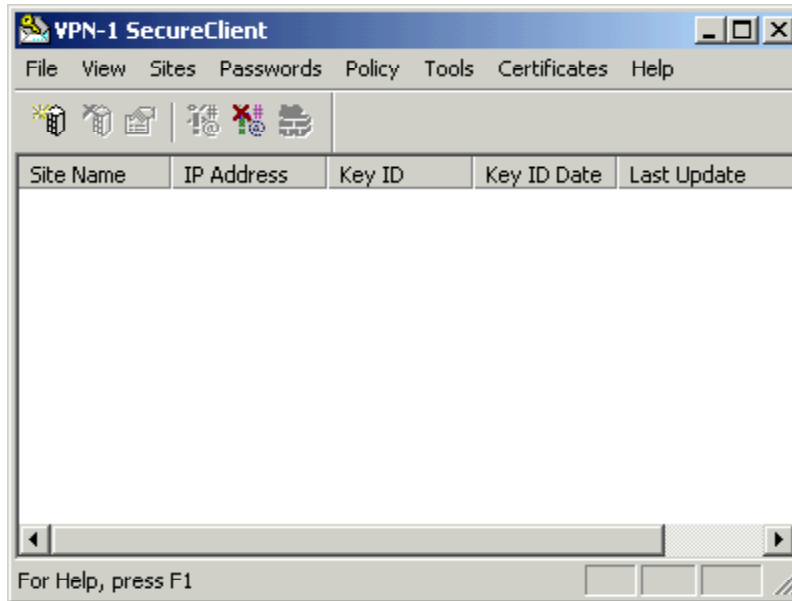 VPN-1 SecureClient
File View Sites Passwords Policy Tools Certificates Help
Site Name IP Address Key ID Key ID Date Last Update
For Help, press F1